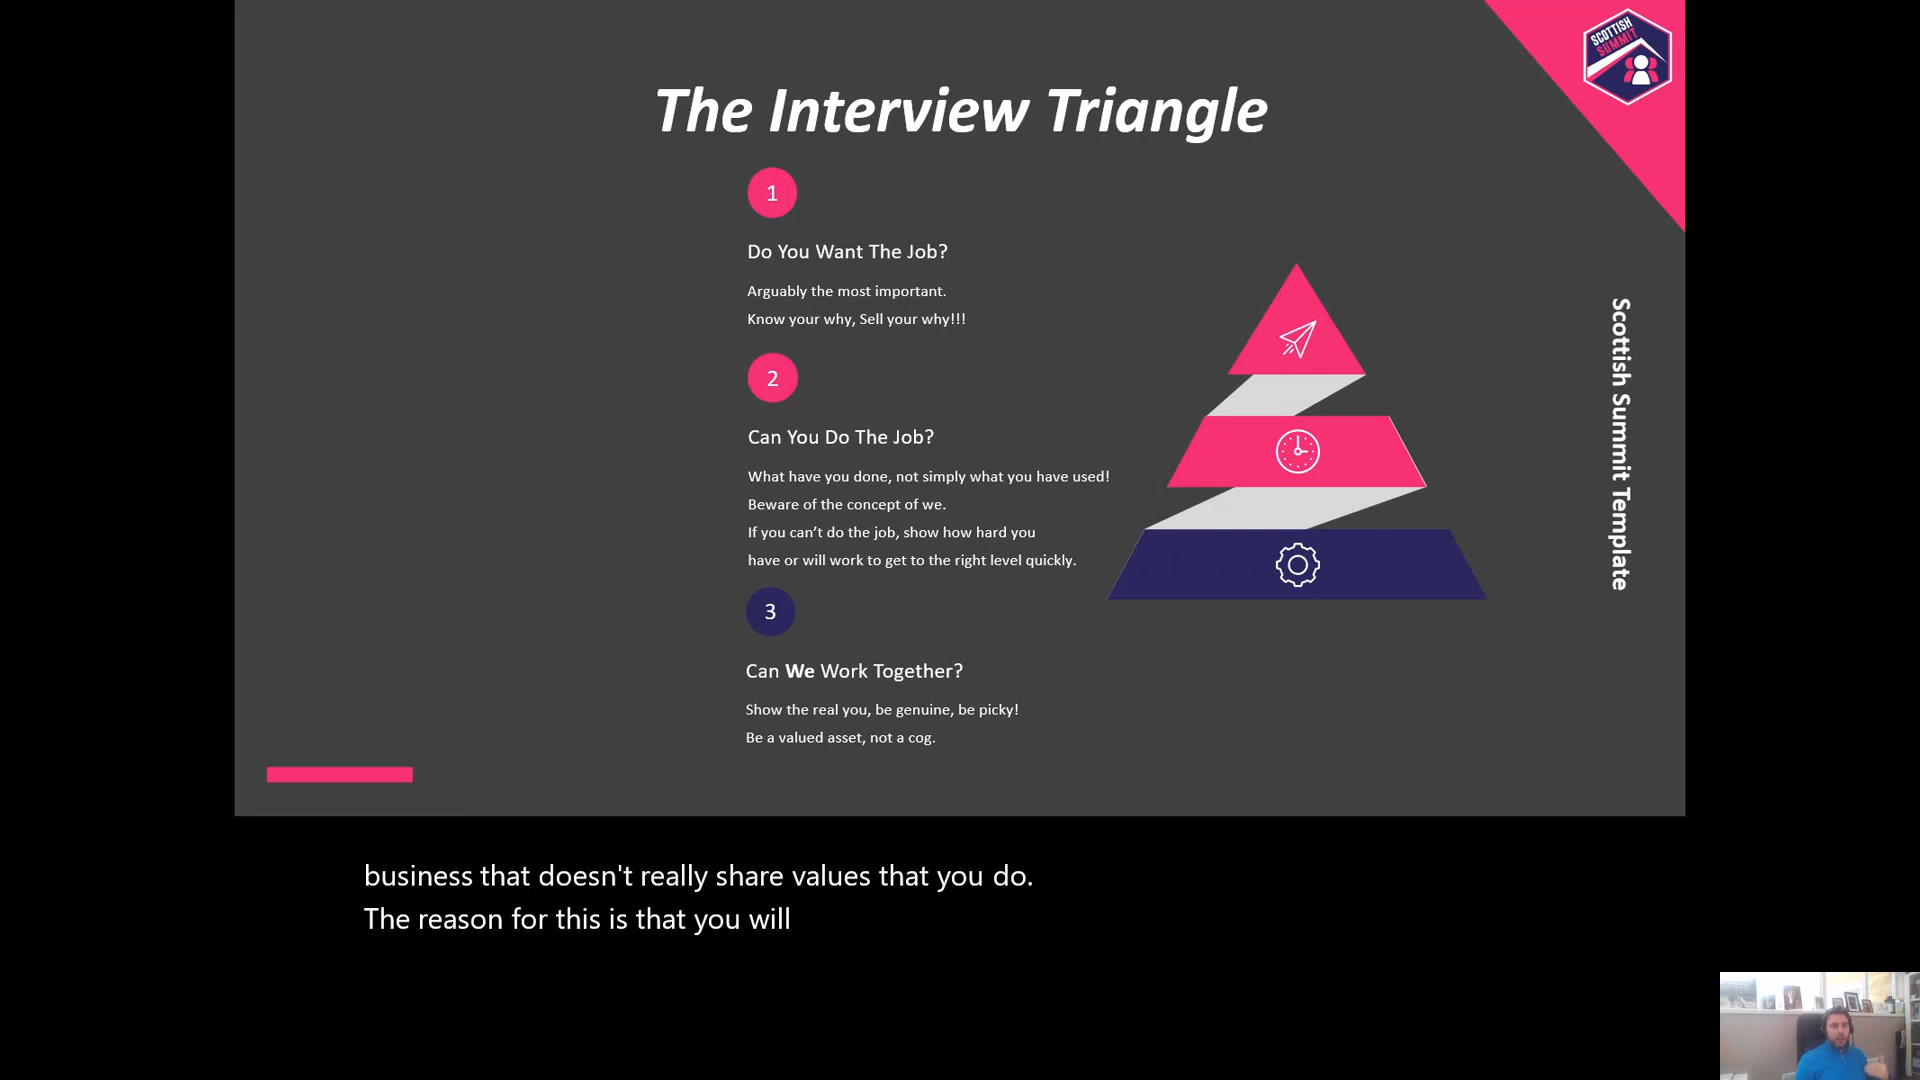 SCOTTISH
SUMMIT
The Interview Triangle
1
Do You Want The Job?
Arguably the most important.
Know your why, Sell your why!!!
2
Can You Do The Job?
What have you done, not simply what you have used!
Beware of the concept of we.
If you can’t do the job, show how hard you
have or will work to get to the right level quickly.
3
Can We Work Together?
Show the real you, be genuine, be picky!
Be a valued asset, not a cog.
Scottish Summit Template
business that doesn't really share values that you do.
The reason for this is that you will